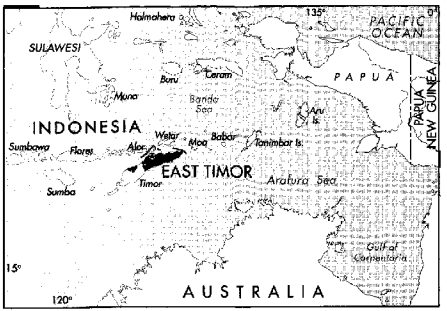 Halmahera
135°
0°
PACIFIC
OCEAN
SULAWESI
Buru
Ceram
PAPUA
PAPUA
NEW GUINEA
Muna
Banda
Sea
Aru
Is.
INDONESIA
Wetar
Babar
Sumbawa
Flores
Alor
Moa
Tanimbar Is.
EAST TIMOR
Sumba
Timor
Arafura Sea
Gulf of
Carpentaria
15°
120°
AUSTRALIA